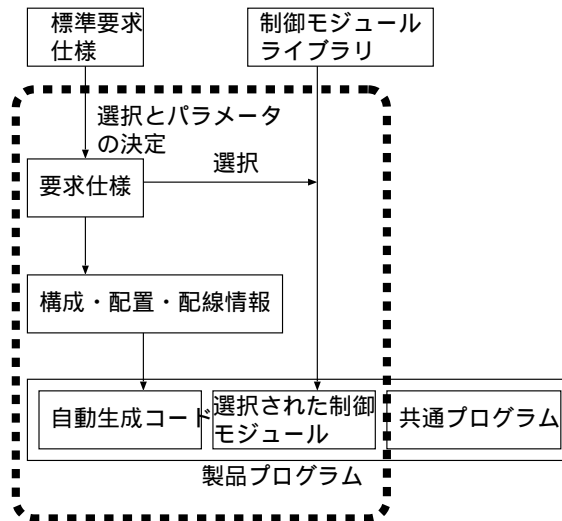 標準要求
仕様
制御モジュール
ライブラリ
選択とパラメータ
の決定
選択
要求仕様
構成・配置・配線情報
自動生成コード
選択された制御
モジュール
共通プログラム
製品プログラム